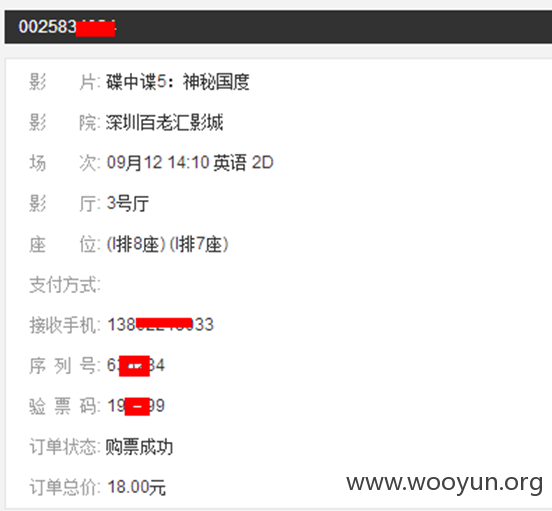 002583
影 片: 碟中谍5：神秘国度
影 院: 深圳百老汇影城
场 次: 09月12 14:10 英语 2D
影 厅: 3号厅
座 位: (I排8座) (I排7座)
支付方式:
接收手机: 138 33
序 列 号: 6 34
验 票 码: 19 99
订单状态: 购票成功
订单总价: 18.00元
www.wooyun.org